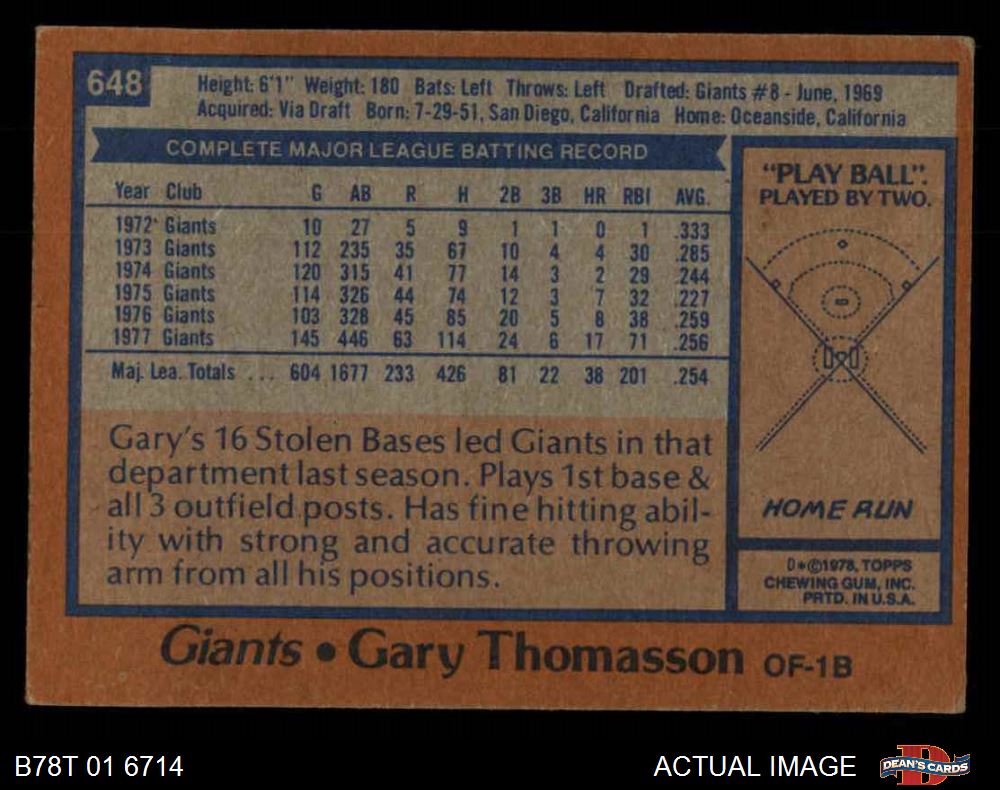 648
Height: 6'1" Weight: 180 Bats: Left Throws: Left Drafted: Giants #8 - June, 1969
Acquired: Via Draft Born: 7-29-51, San Diego, California Home: Oceanside, California
COMPLETE MAJOR LEAGUE BATTING RECORD
Year Club G AB R H 2B 3B HR RBI AVG.
1972 Giants 10 27 5 9 1 1 0 1 .333
1973 Giants 112 235 35 67 10 4 4 30 .285
1974 Giants 120 315 41 77 14 3 2 29 .244
1975 Giants 114 326 44 74 12 3 7 32 .227
1976 Giants 103 328 45 85 20 5 8 38 .259
1977 Giants 145 446 63 114 24 6 17 71 .256
Maj. Lea. Totals ... 604 1677 233 426 81 22 38 201 .254
Gary's 16 Stolen Bases led Giants in that
department last season. Plays 1st base &
all 3 outfield posts. Has fine hitting abil-
ity with strong and accurate throwing
arm from all his positions.
"PLAY BALL".
PLAYED BY TWO.
HOME RUN
D*©1978, TOPPS
CHEWING GUM, INC.
PRTD. IN U.S.A.
Giants • Gary Thomasson OF-1B
B78T 01 6714
ACTUAL IMAGE
DEAN'S CARDS